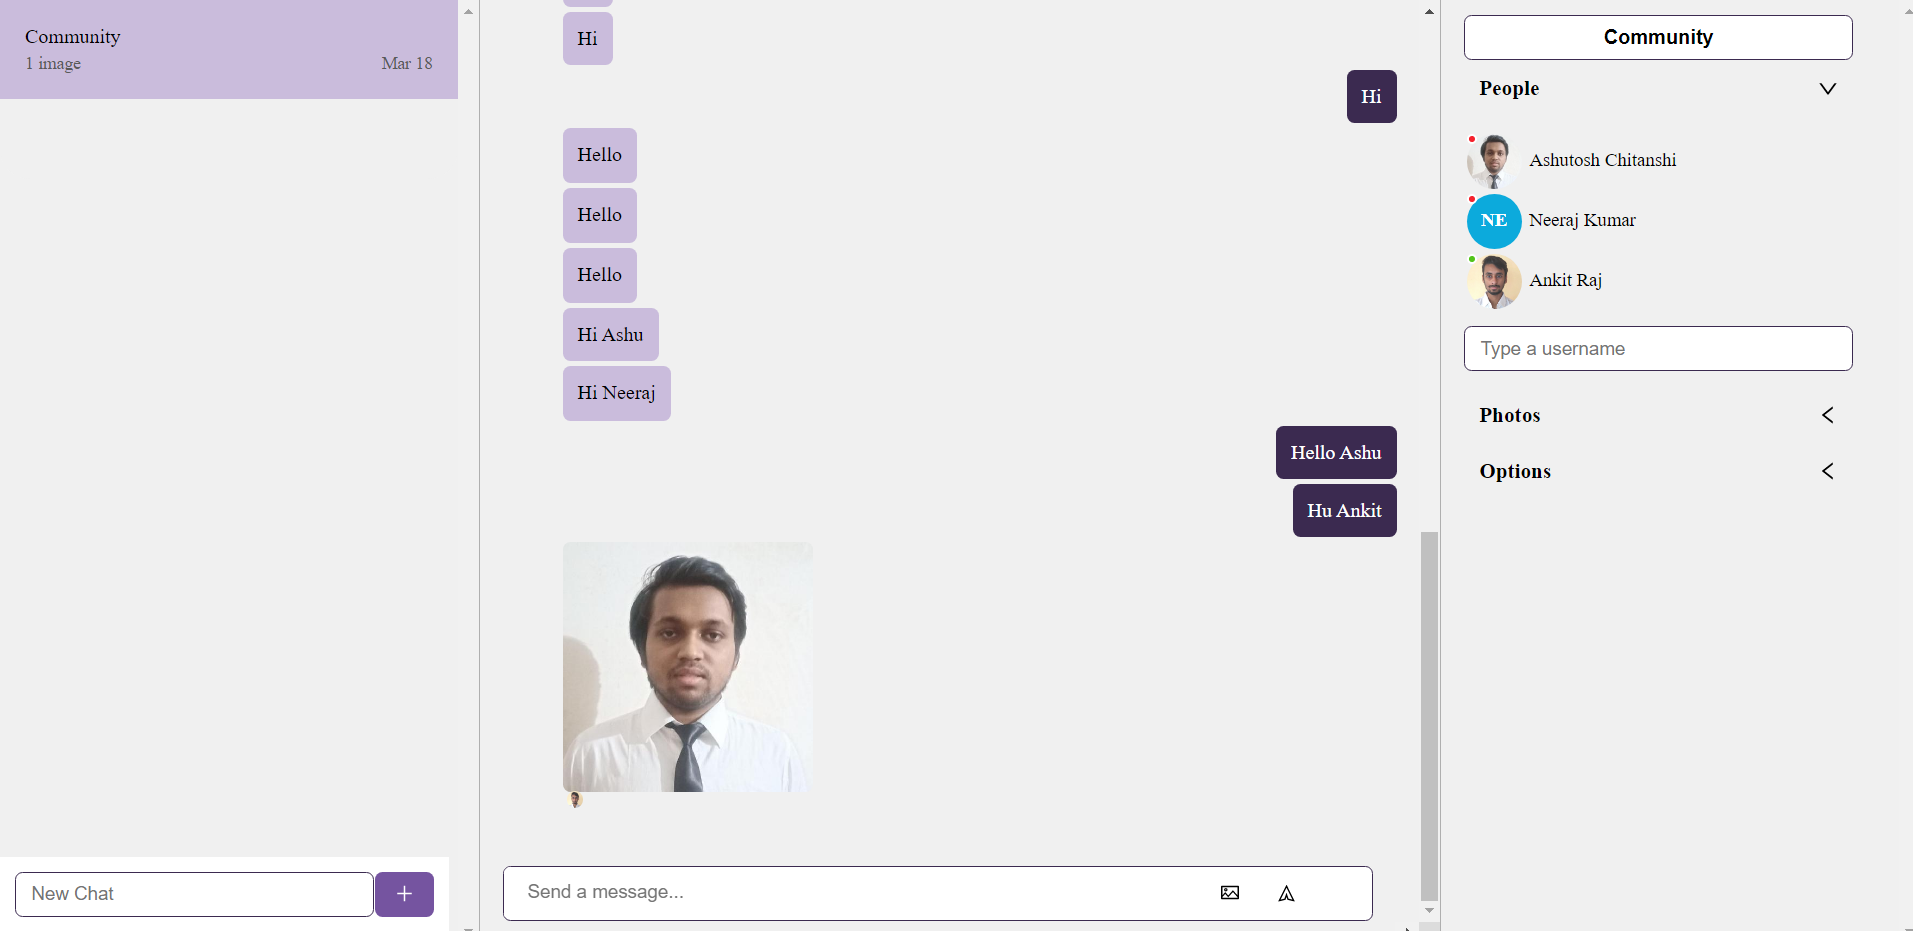 Community
1 image Mar 18
New Chat
+
Hi
Hi
Hello
Hello
Hello
Hi Ashu
Hi Neeraj
Hello Ashu
Hu Ankit
Send a message...
Community
People
Ashutosh Chitanshi
NE Neeraj Kumar
Ankit Raj
Type a username
Photos
Options